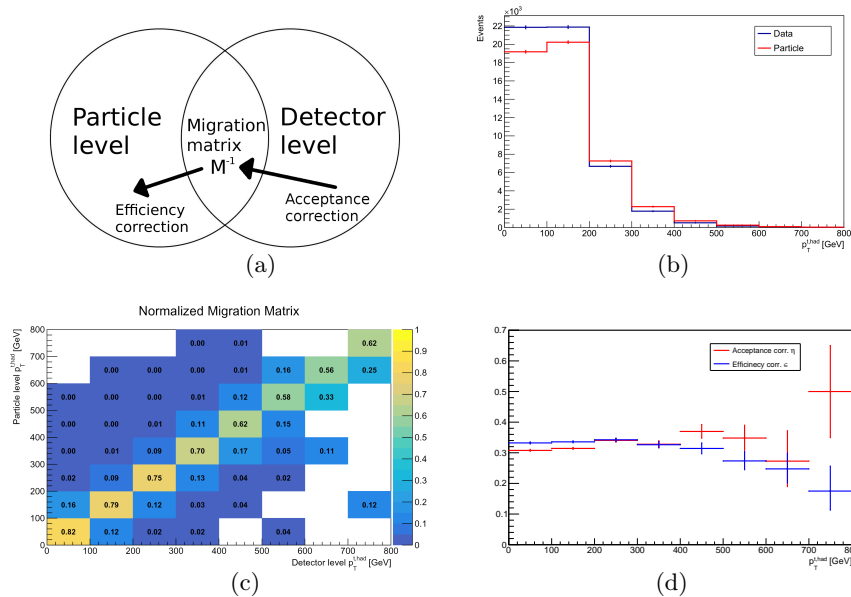 Particle
level
Detector
level
Migration
matrix
M⁻¹
Efficiency
correction
Acceptance
correction
(a)
×10³
Events
22
20
18
16
14
12
10
8
6
4
2
0
Data
Particle
0 100 200 300 400 500 600 700 800
p_T^{t,had} [GeV]
(b)
Normalized Migration Matrix
Particle level p_T^{t,had} [GeV]
800
700
600
500
400
300
200
100
0
0.00 0.01 0.62
0.00 0.00 0.00 0.01 0.16 0.56 0.25
0.00 0.00 0.00 0.01 0.12 0.58 0.33
0.00 0.00 0.01 0.11 0.62 0.15
0.00 0.01 0.09 0.70 0.17 0.05 0.11
0.02 0.09 0.75 0.13 0.04 0.02
0.16 0.79 0.12 0.03 0.04 0.12
0.82 0.12 0.02 0.02 0.04
0 100 200 300 400 500 600 700 800
Detector level p_T^{t,had} [GeV]
1
0.9
0.8
0.7
0.6
0.5
0.4
0.3
0.2
0.1
0
(c)
0.7
0.6
0.5
0.4
0.3
0.2
0.1
0
Acceptance corr. η
Efficinecy corr. ε
0 100 200 300 400 500 600 700 800
p_T^{t,had} [GeV]
(d)